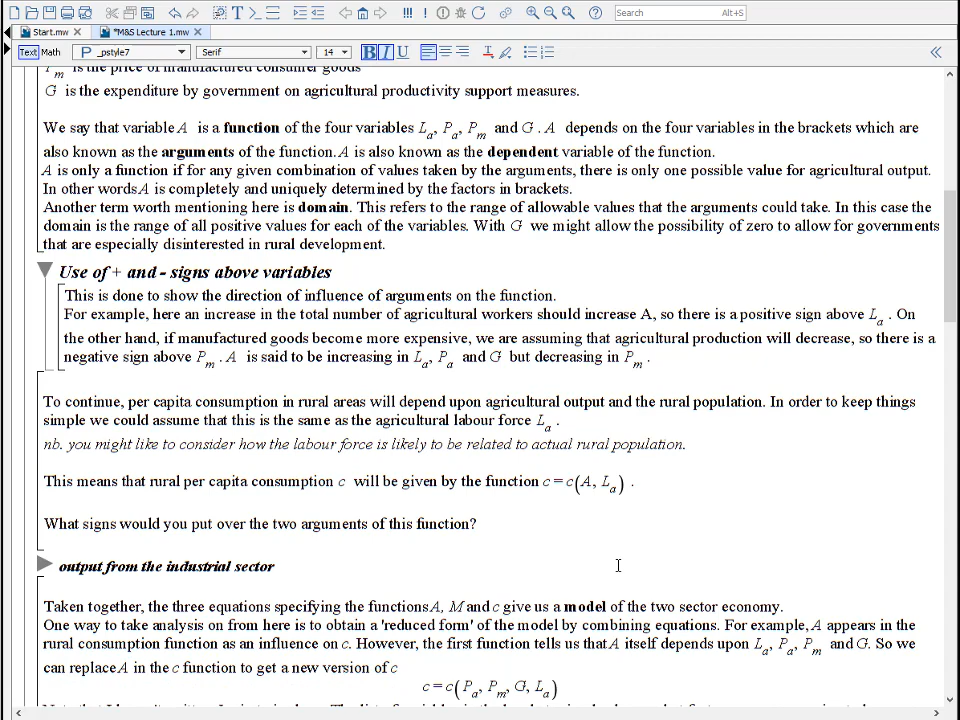 Search Alt+S
Start.mw *M&S Lecture 1.mw
Text Math P _pstyle7 Serif 14 B I U
P_m is the price of manufactured consumer goods
G is the expenditure by government on agricultural productivity support measures.
We say that variable A is a function of the four variables L_a, P_a, P_m and G . A depends on the four variables in the brackets which are
also known as the arguments of the function. A is also known as the dependent variable of the function.
A is only a function if for any given combination of values taken by the arguments, there is only one possible value for agricultural output.
In other words A is completely and uniquely determined by the factors in brackets.
Another term worth mentioning here is domain. This refers to the range of allowable values that the arguments could take. In this case the
domain is the range of all positive values for each of the variables. With G we might allow the possibility of zero to allow for governments
that are especially disinterested in rural development.
Use of + and - signs above variables
This is done to show the direction of influence of arguments on the function.
For example, here an increase in the total number of agricultural workers should increase A, so there is a positive sign above L_a . On
the other hand, if manufactured goods become more expensive, we are assuming that agricultural production will decrease, so there is a
negative sign above P_m . A is said to be increasing in L_a, P_a and G but decreasing in P_m .
To continue, per capita consumption in rural areas will depend upon agricultural output and the rural population. In order to keep things
simple we could assume that this is the same as the agricultural labour force L_a .
nb. you might like to consider how the labour force is likely to be related to actual rural population.
This means that rural per capita consumption c will be given by the function c = c(A, L_a) .
What signs would you put over the two arguments of this function?
output from the industrial sector
Taken together, the three equations specifying the functions A, M and c give us a model of the two sector economy.
One way to take analysis on from here is to obtain a 'reduced form' of the model by combining equations. For example, A appears in the
rural consumption function as an influence on c. However, the first function tells us that A itself depends upon L_a, P_a, P_m and G. So we
can replace A in the c function to get a new version of c
c = c(P_a, P_m, G, L_a)